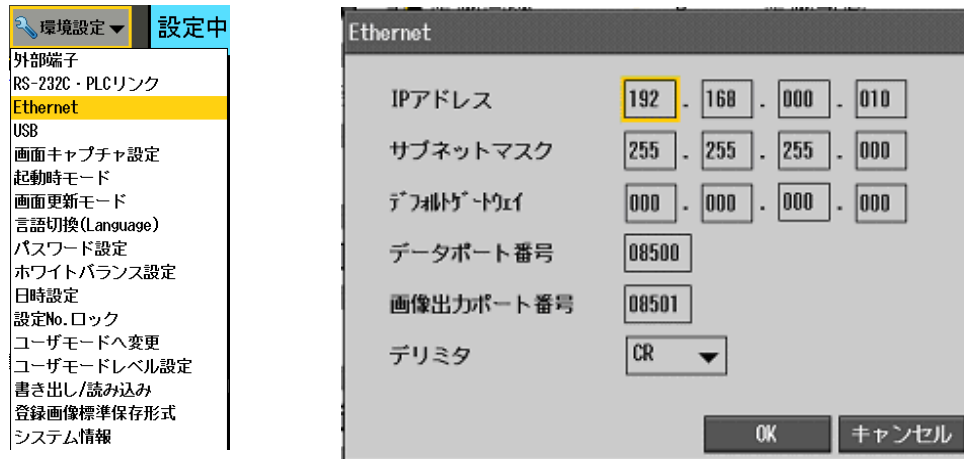 環境設定
設定中
外部端子
RS-232C・PLCリンク
Ethernet
USB
画面キャプチャ設定
起動時モード
画面更新モード
言語切換(Language)
パスワード設定
ホワイトバランス設定
日時設定
設定No.ロック
ユーザモードへ変更
ユーザモードレベル設定
書き出し/読み込み
登録画像標準保存形式
システム情報
Ethernet
IPアドレス 192 . 168 . 000 . 010
サブネットマスク 255 . 255 . 255 . 000
デフォルトゲートウェイ 000 . 000 . 000 . 000
データポート番号 08500
画像出力ポート番号 08501
デリミタ CR
OK キャンセル